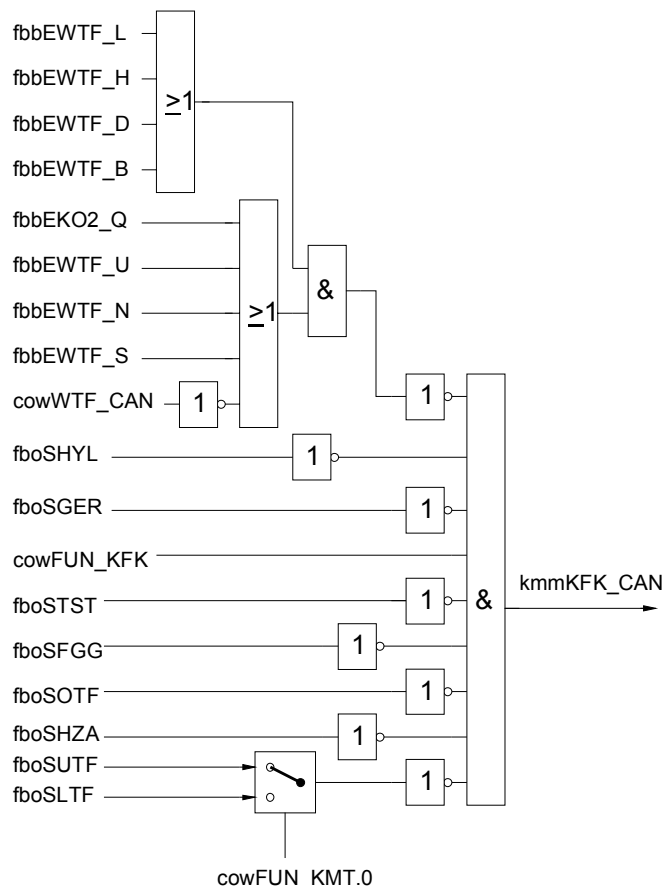 fbbEWTF_L
fbbEWTF_H
≥1
fbbEWTF_D
fbbEWTF_B
fbbEKO2_Q
fbbEWTF_U
&
fbbEWTF_N
≥1
fbbEWTF_S
cowWTF_CAN
1
1
fboSHYL
1
fboSGER
1
cowFUN_KFK
kmmKFK_CAN
fboSTST
1
&
fboSFGG
1
fboSOTF
1
fboSHZA
1
fboSUTF
1
fboSLTF
cowFUN_KMT.0